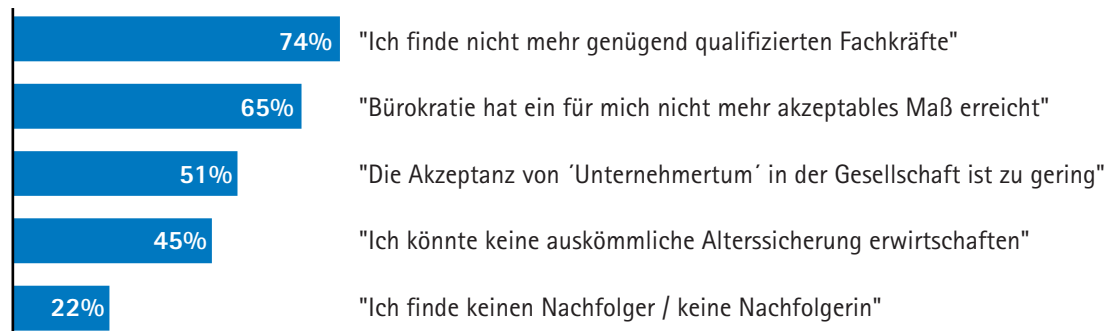 74% "Ich finde nicht mehr genügend qualifizierten Fachkräfte"
65% "Bürokratie hat ein für mich nicht mehr akzeptables Maß erreicht"
51% "Die Akzeptanz von ´Unternehmertum´ in der Gesellschaft ist zu gering"
45% "Ich könnte keine auskömmliche Alterssicherung erwirtschaften"
22% "Ich finde keinen Nachfolger / keine Nachfolgerin"